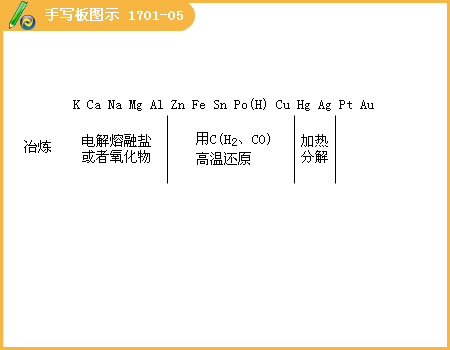 手写板图示 1701-05
K Ca Na Mg Al Zn Fe Sn Po(H) Cu Hg Ag Pt Au
冶炼
电解熔融盐
或者氧化物
用C(H₂、CO)
高温还原
加热
分解